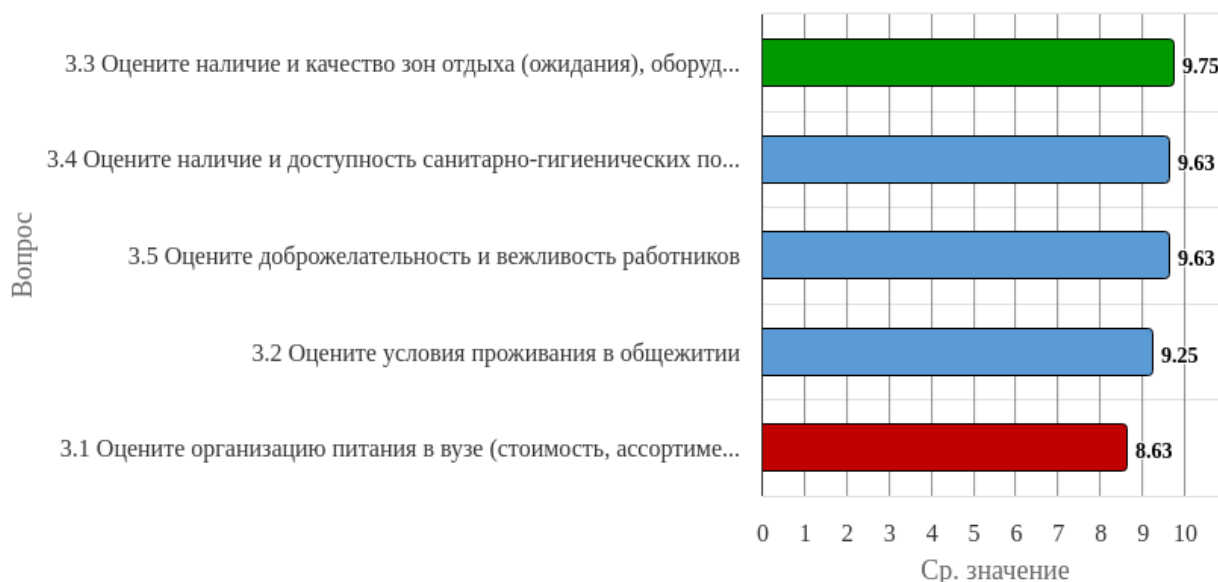 3.3 Оцените наличие и качество зон отдыха (ожидания), оборуд...
9.75
3.4 Оцените наличие и доступность санитарно-гигиенических по...
9.63
3.5 Оцените доброжелательность и вежливость работников
9.63
3.2 Оцените условия проживания в общежитии
9.25
3.1 Оцените организацию питания в вузе (стоимость, ассортиме...
8.63
Вопрос
0 1 2 3 4 5 6 7 8 9 10
Ср. значение